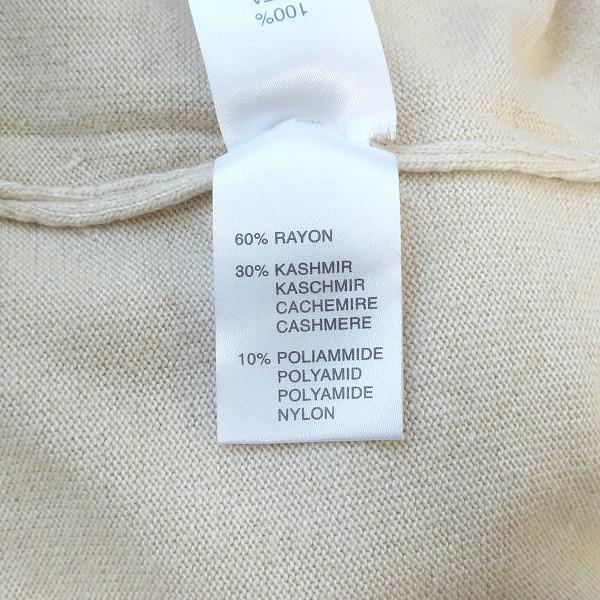 100%
60% RAYON
30% KASHMIR
KASCHMIR
CACHEMIRE
CASHMERE
10% POLIAMMIDE
POLYAMID
POLYAMIDE
NYLON